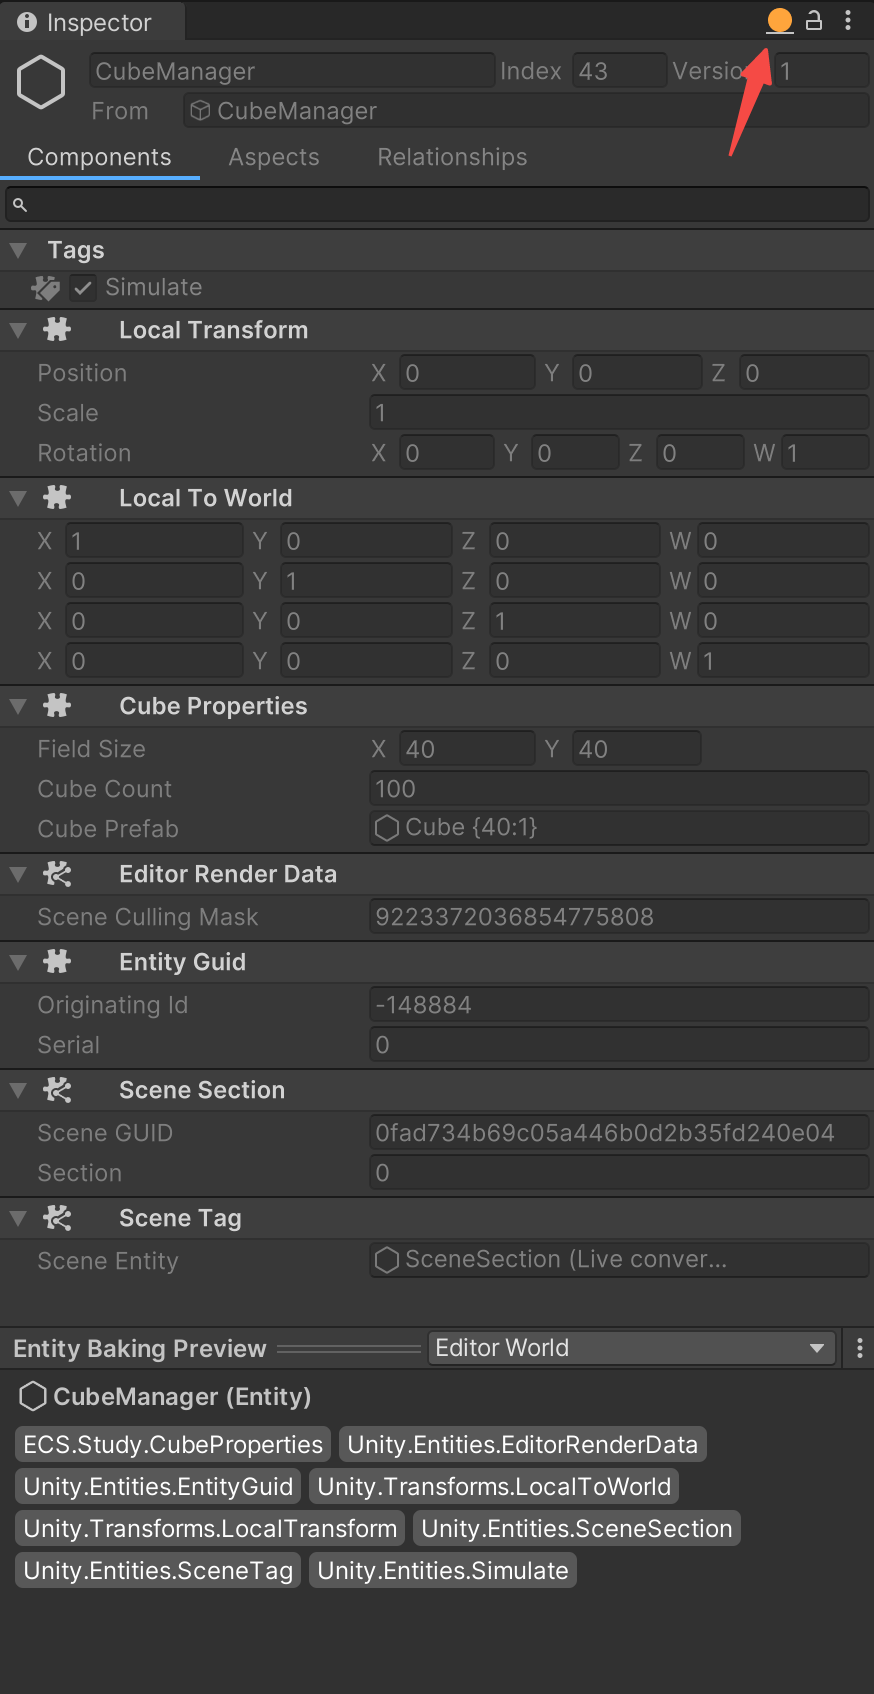 Inspector
CubeManager Index 43 Versio 1
From CubeManager
Components Aspects Relationships
Tags
Simulate
Local Transform
Position X 0 Y 0 Z 0
Scale 1
Rotation X 0 Y 0 Z 0 W 1
Local To World
X 1 Y 0 Z 0 W 0
X 0 Y 1 Z 0 W 0
X 0 Y 0 Z 1 W 0
X 0 Y 0 Z 0 W 1
Cube Properties
Field Size X 40 Y 40
Cube Count 100
Cube Prefab Cube {40:1}
Editor Render Data
Scene Culling Mask 9223372036854775808
Entity Guid
Originating Id -148884
Serial 0
Scene Section
Scene GUID 0fad734b69c05a446b0d2b35fd240e04
Section 0
Scene Tag
Scene Entity SceneSection (Live conver...
Entity Baking Preview Editor World
CubeManager (Entity)
ECS.Study.CubeProperties Unity.Entities.EditorRenderData
Unity.Entities.EntityGuid Unity.Transforms.LocalToWorld
Unity.Transforms.LocalTransform Unity.Entities.SceneSection
Unity.Entities.SceneTag Unity.Entities.Simulate